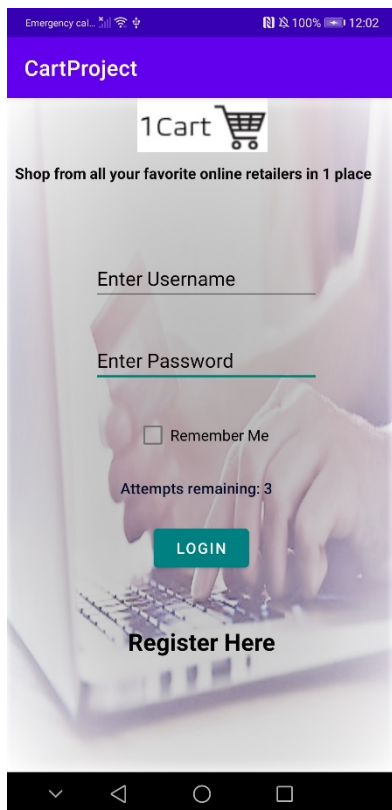 Emergency cal... 100% 12:02
CartProject
1Cart
Shop from all your favorite online retailers in 1 place
Enter Username
Enter Password
Remember Me
Attempts remaining: 3
LOGIN
Register Here